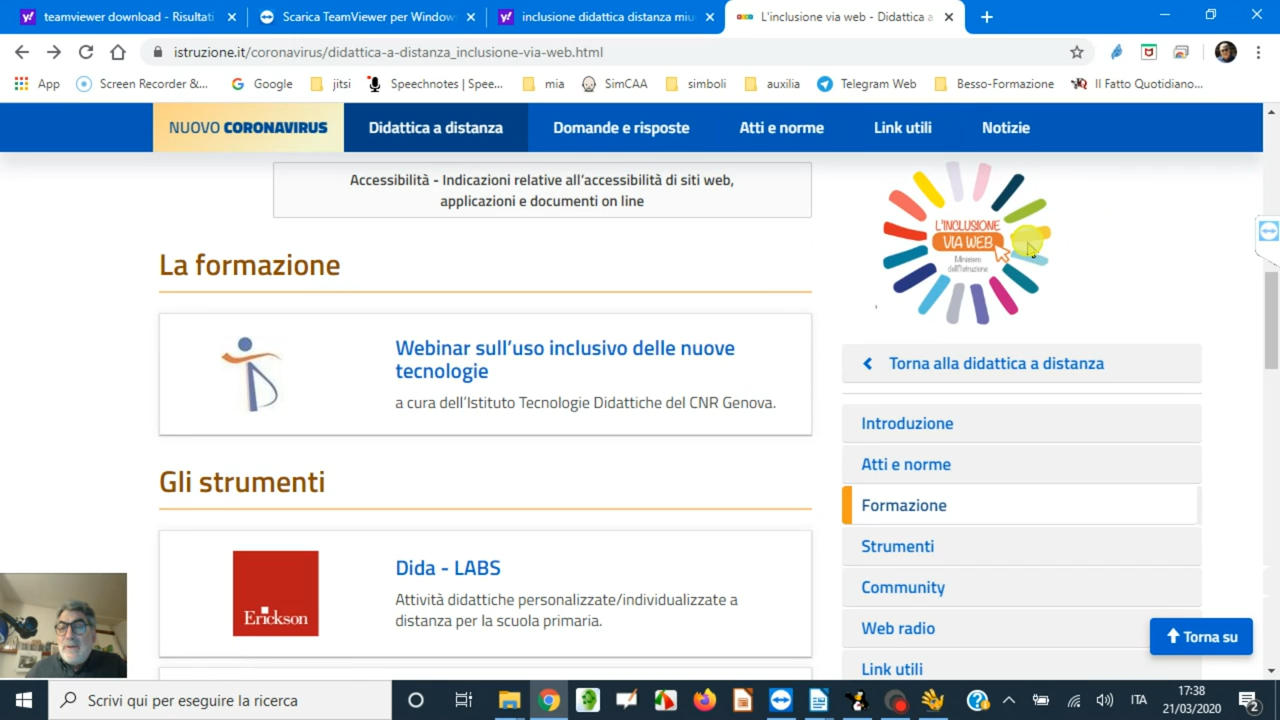 teamviewer download - Risultati
Scarica TeamViewer per Window
inclusione didattica distanza miu
L'inclusione via web - Didattica a
istruzione.it/coronavirus/didattica-a-distanza_inclusione-via-web.html
App
Screen Recorder &...
Google
jitsi
Speechnotes | Spee...
mia
SimCAA
simboli
auxilia
Telegram Web
Besso-Formazione
Il Fatto Quotidiano...
NUOVO CORONAVIRUS
Didattica a distanza
Domande e risposte
Atti e norme
Link utili
Notizie
Accessibilità - Indicazioni relative all'accessibilità di siti web,
applicazioni e documenti on line
L'INCLUSIONE
VIA WEB
Ministero
dell'Istruzione
La formazione
Webinar sull'uso inclusivo delle nuove
tecnologie
a cura dell'Istituto Tecnologie Didattiche del CNR Genova.
Gli strumenti
Erickson
Dida - LABS
Attività didattiche personalizzate/individualizzate a
distanza per la scuola primaria.
Torna alla didattica a distanza
Introduzione
Atti e norme
Formazione
Strumenti
Community
Web radio
Link utili
Torna su
Scrivi qui per eseguire la ricerca
ITA
17:38
21/03/2020
2